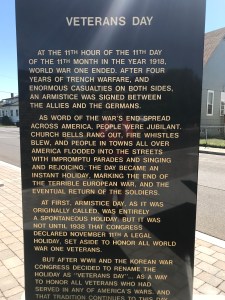 VETERANS DAY
AT THE 11TH HOUR OF THE 11TH DAY
OF THE 11TH MONTH IN THE YEAR 1918,
WORLD WAR ONE ENDED. AFTER FOUR
YEARS OF TRENCH WARFARE, AND
ENORMOUS CASUALTIES ON BOTH SIDES,
AN ARMISTICE WAS SIGNED BETWEEN
THE ALLIES AND THE GERMANS.
AS WORD OF THE WAR'S END SPREAD
ACROSS AMERICA, PEOPLE WERE JUBILANT.
CHURCH BELLS RANG OUT, FIRE WHISTLES
BLEW, AND PEOPLE IN TOWNS ALL OVER
AMERICA FLOODED INTO THE STREETS
WITH IMPROMPTU PARADES AND SINGING
AND REJOICING. THE DAY BECAME AN
INSTANT HOLIDAY, MARKING THE END OF
THE TERRIBLE EUROPEAN WAR, AND THE
EVENTUAL RETURN OF THE SOLDIERS.
AT FIRST, ARMISTICE DAY, AS IT WAS
ORIGINALLY CALLED, WAS ENTIRELY
A SPONTANEOUS HOLIDAY, BUT IT WAS
NOT UNTIL 1938 THAT CONGRESS
DECLARED NOVEMBER 11TH A LEGAL
HOLIDAY, SET ASIDE TO HONOR ALL WORLD
WAR ONE VETERANS.
BUT AFTER WWII AND THE KOREAN WAR
CONGRESS DECIDED TO RENAME THE
HOLIDAY AS "VETERANS DAY"... AS A WAY
TO HONOR ALL VETERANS WHO HAD
SERVED IN ANY OF AMERICA'S WARS. AND
THAT TRADITION CONTINUES TO THIS DAY.